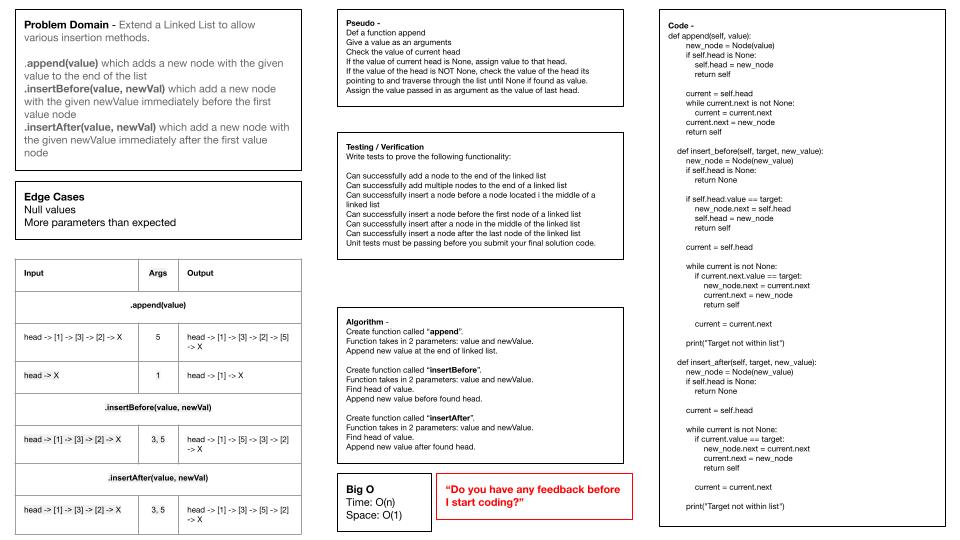 Problem Domain - Extend a Linked List to allow
various insertion methods.
.append(value) which adds a new node with the given
value to the end of the list
.insertBefore(value, newVal) which add a new node
with the given newValue immediately before the first
value node
.insertAfter(value, newVal) which add a new node with
the given newValue immediately after the first value
node
Edge Cases
Null values
More parameters than expected
Input Args Output
.append(value)
head -> [1] -> [3] -> [2] -> X 5 head -> [1] -> [3] -> [2] -> [5]
-> X
head -> X 1 head -> [1] -> X
.insertBefore(value, newVal)
head -> [1] -> [3] -> [2] -> X 3, 5 head -> [1] -> [5] -> [3] -> [2]
-> X
.insertAfter(value, newVal)
head -> [1] -> [3] -> [2] -> X 3, 5 head -> [1] -> [3] -> [5] -> [2]
-> X
Pseudo -
Def a function append
Give a value as an arguments
Check the value of current head
If the value of current head is None, assign value to that head.
If the value of the head is NOT None, check the value of the head its
pointing to and traverse through the list until None if found as value.
Assign the value passed in as argument as the value of last head.
Testing / Verification
Write tests to prove the following functionality:
Can successfully add a node to the end of the linked list
Can successfully add multiple nodes to the end of a linked list
Can successfully insert a node before a node located i the middle of a
linked list
Can successfully insert a node before the first node of a linked list
Can successfully insert after a node in the middle of the linked list
Can successfully insert a node after the last node of the linked list
Unit tests must be passing before you submit your final solution code.
Algorithm -
Create function called “append”.
Function takes in 2 parameters: value and newValue.
Append new value at the end of linked list.
Create function called “insertBefore”.
Function takes in 2 parameters: value and newValue.
Find head of value.
Append new value before found head.
Create function called “insertAfter”.
Function takes in 2 parameters: value and newValue.
Find head of value.
Append new value after found head.
Big O
Time: O(n)
Space: O(1)
“Do you have any feedback before
I start coding?”
Code -
def append(self, value):
new_node = Node(value)
if self.head is None:
self.head = new_node
return self
current = self.head
while current.next is not None:
current = current.next
current.next = new_node
return self
def insert_before(self, target, new_value):
new_node = Node(new_value)
if self.head is None:
return None
if self.head.value == target:
new_node.next = self.head
self.head = new_node
return self
current = self.head
while current is not None:
if current.next.value == target:
new_node.next = current.next
current.next = new_node
return self
current = current.next
print("Target not within list")
def insert_after(self, target, new_value):
new_node = Node(new_value)
if self.head is None:
return None
current = self.head
while current is not None:
if current.value == target:
new_node.next = current.next
current.next = new_node
return self
current = current.next
print("Target not within list")